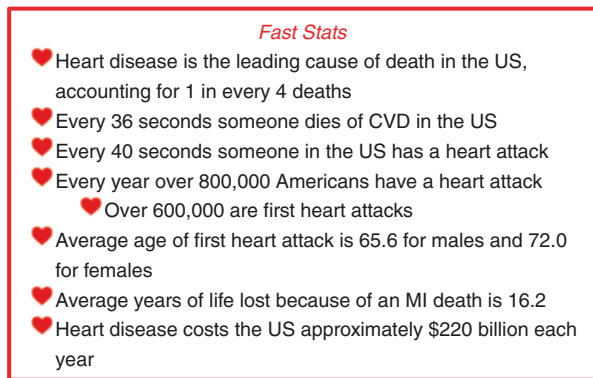 Fast Stats
Heart disease is the leading cause of death in the US,
accounting for 1 in every 4 deaths
Every 36 seconds someone dies of CVD in the US
Every 40 seconds someone in the US has a heart attack
Every year over 800,000 Americans have a heart attack
Over 600,000 are first heart attacks
Average age of first heart attack is 65.6 for males and 72.0
for females
Average years of life lost because of an MI death is 16.2
Heart disease costs the US approximately $220 billion each
year